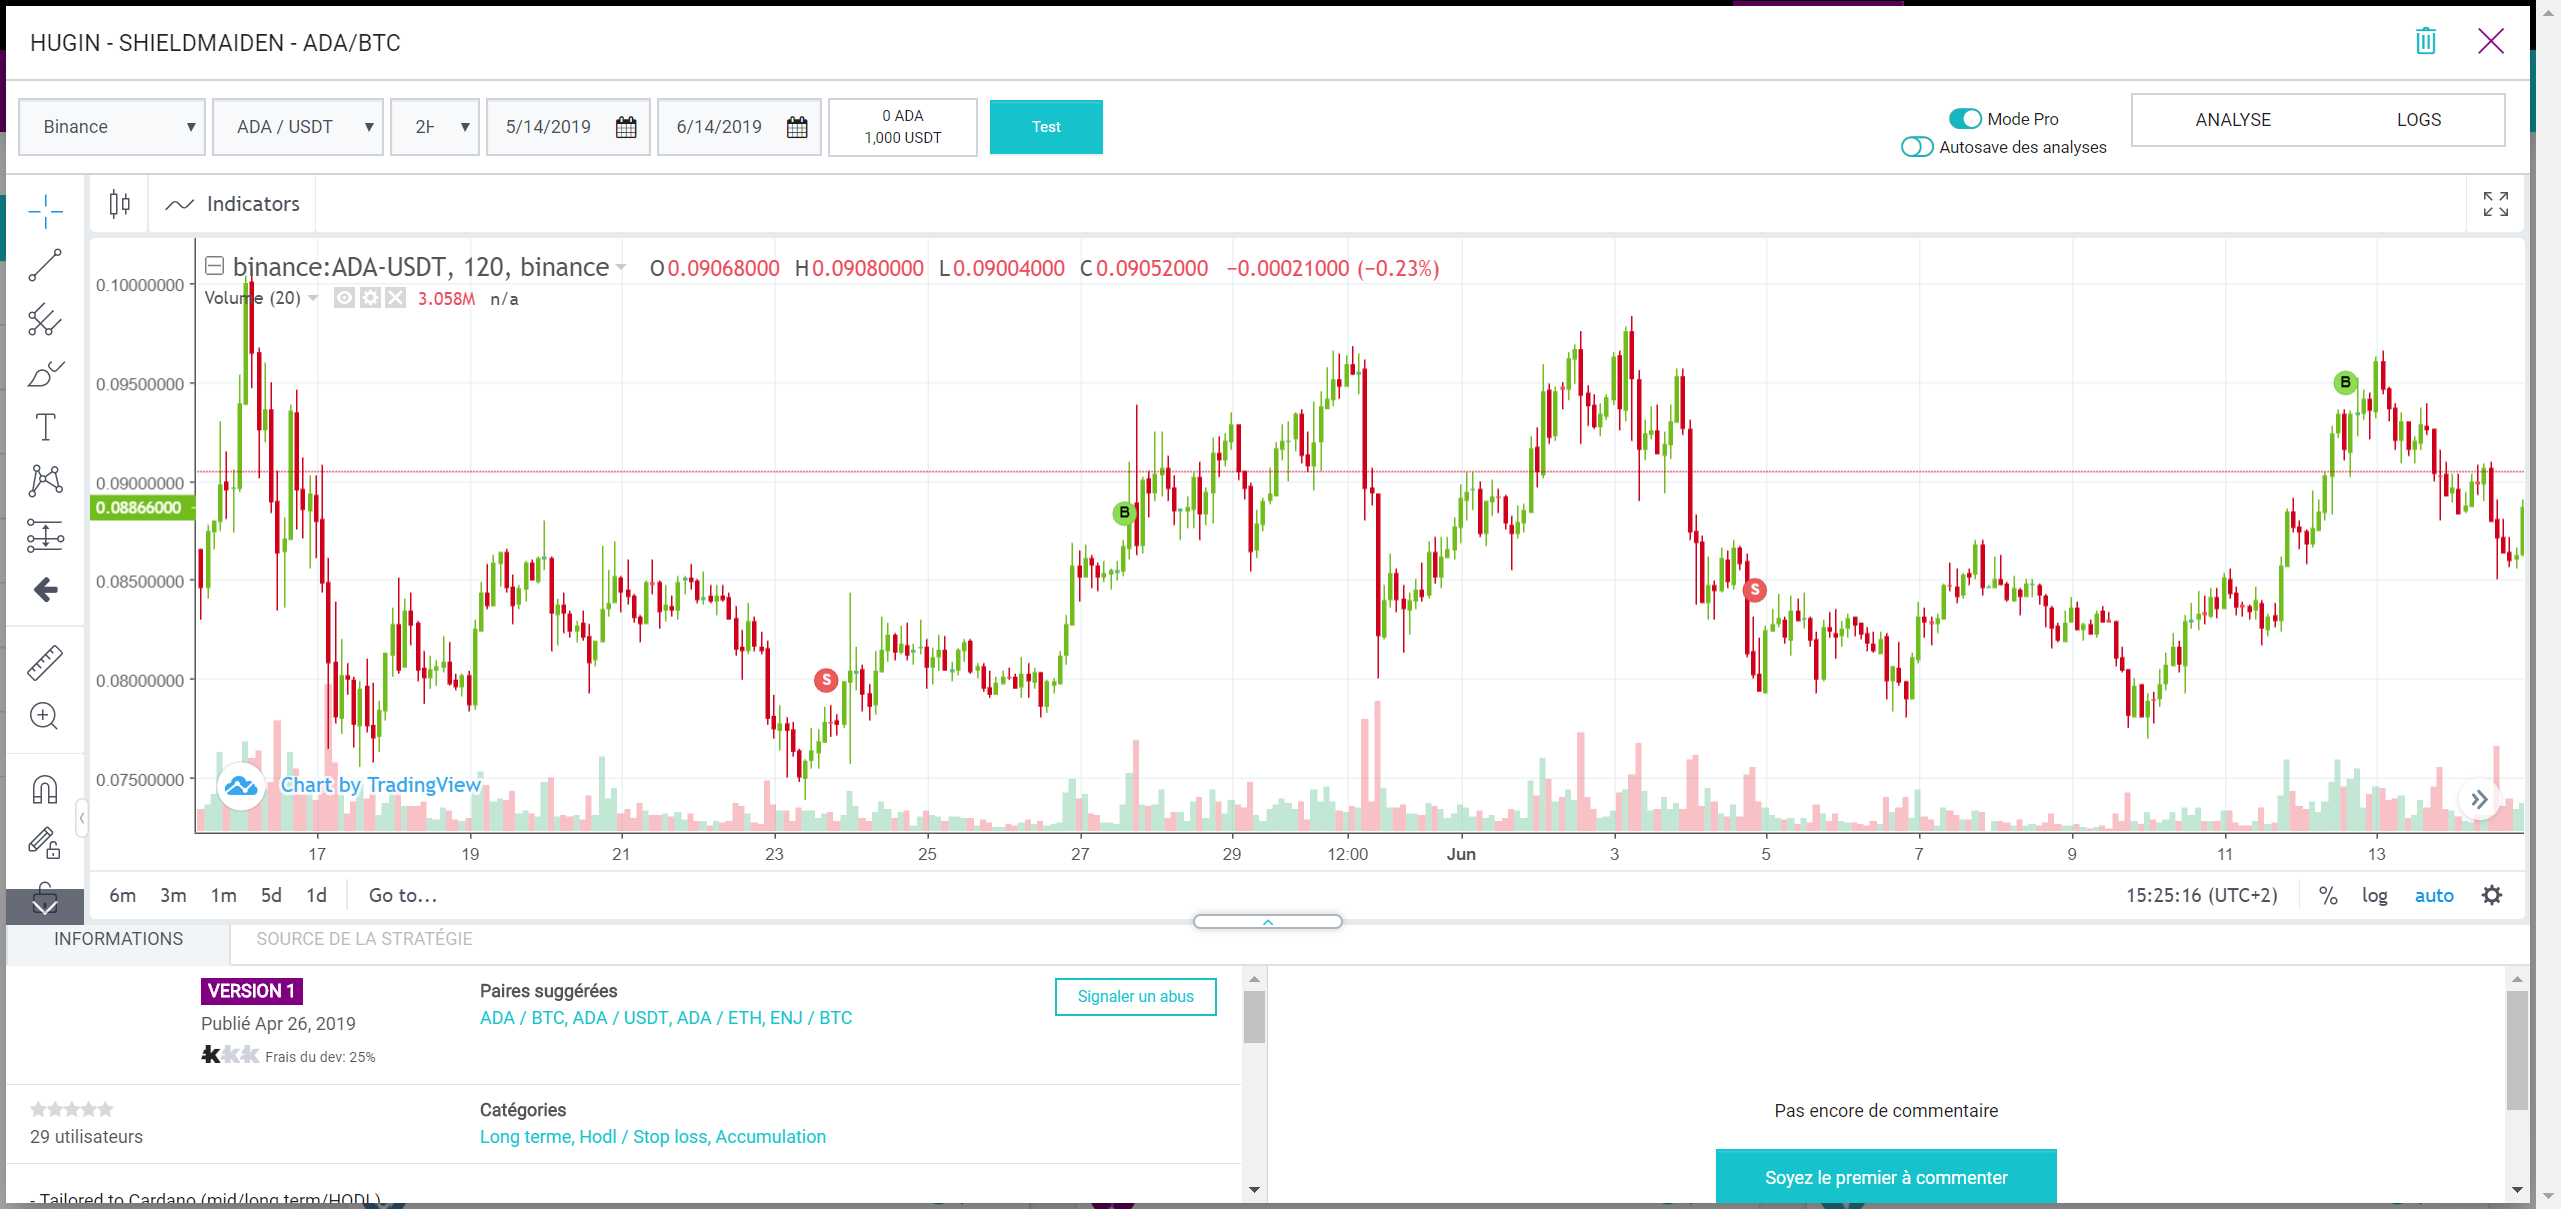 HUGIN - SHIELDMAIDEN - ADA/BTC
Binance
ADA / USDT
5/14/2019
6/14/2019
0 ADA
1,000 USDT
Test
Mode Pro
Autosave des analyses
ANALYSE
LOGS
Indicators
binance:ADA-USDT, 120, binance
O0.09068000 H0.09080000 L0.09004000 C0.09052000 −0.00021000 (−0.23%)
Volume (20) 3.058M n/a
0.10000000
0.09500000
0.09000000
0.08866000
0.08500000
0.08000000
0.07500000
B
B
S
S
Chart by TradingView
17 19 21 23 25 27 29 12:00 Jun 3 5 7 9 11 13
6m 3m 1m 5d 1d Go to...
15:25:16 (UTC+2) % log auto
INFORMATIONS
SOURCE DE LA STRATÉGIE
VERSION 1
Publié Apr 26, 2019
Frais du dev: 25%
Paires suggérées
ADA / BTC, ADA / USDT, ADA / ETH, ENJ / BTC
Signaler un abus
29 utilisateurs
Catégories
Long terme, Hodl / Stop loss, Accumulation
- Tailored to Cardano (mid/long term/HODL)
Pas encore de commentaire
Soyez le premier à commenter